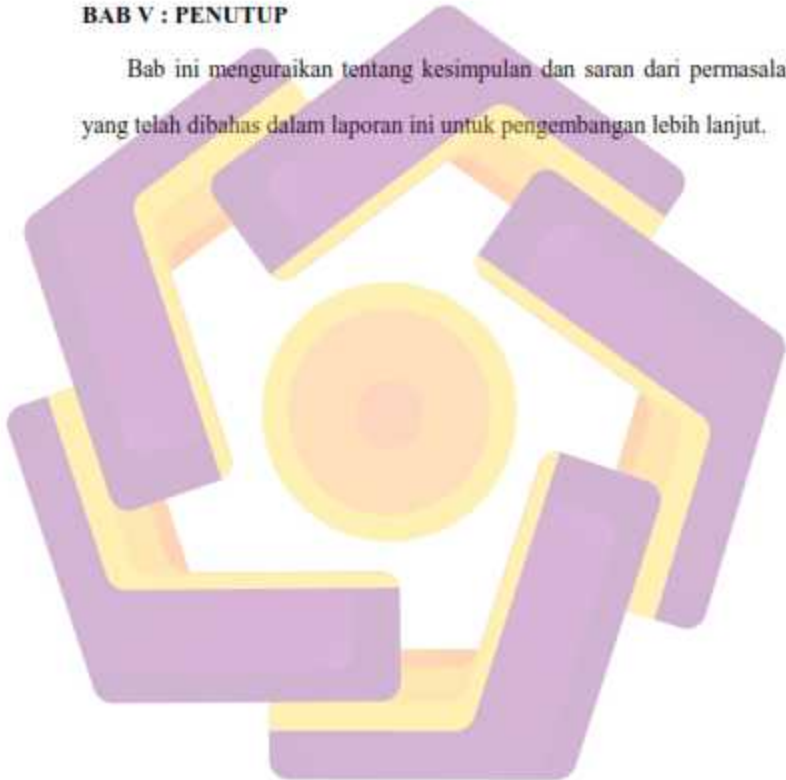 BAB V : PENUTUP
Bab ini menguraikan tentang kesimpulan dan saran dari permasala
yang telah dibahas dalam laporan ini untuk pengembangan lebih lanjut.